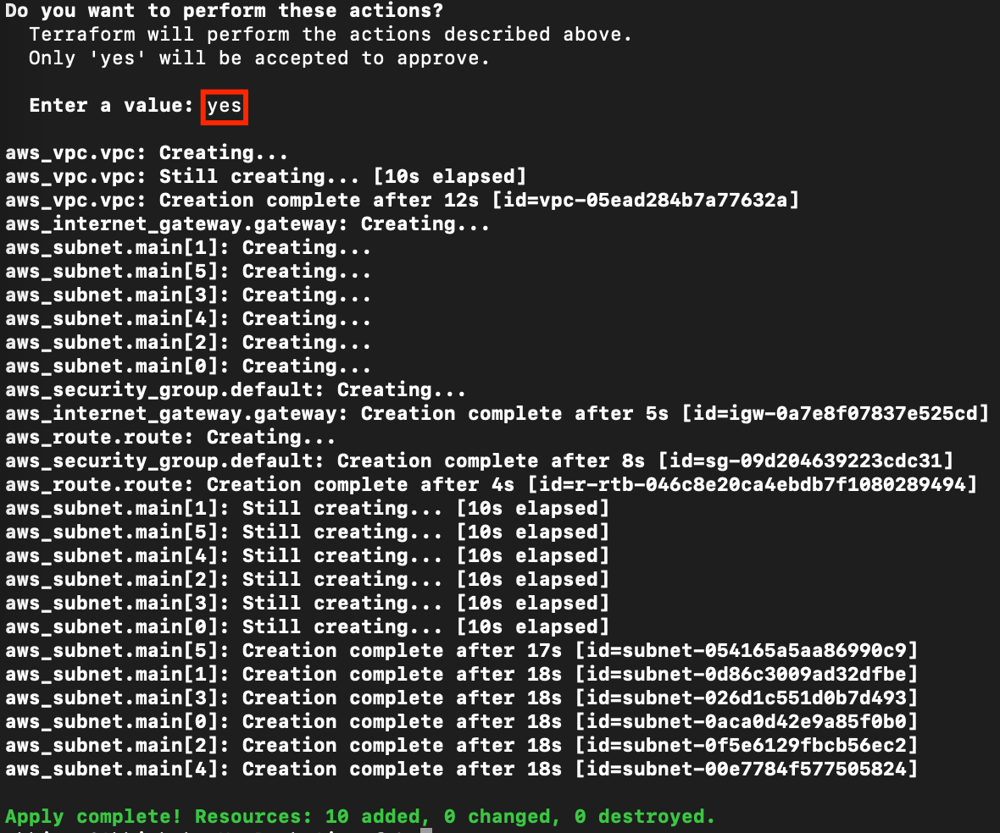 Do you want to perform these actions?
Terraform will perform the actions described above.
Only 'yes' will be accepted to approve.
Enter a value: yes
aws_vpc.vpc: Creating...
aws_vpc.vpc: Still creating... [10s elapsed]
aws_vpc.vpc: Creation complete after 12s [id=vpc-05ead284b7a77632a]
aws_internet_gateway.gateway: Creating...
aws_subnet.main[1]: Creating...
aws_subnet.main[5]: Creating...
aws_subnet.main[3]: Creating...
aws_subnet.main[4]: Creating...
aws_subnet.main[2]: Creating...
aws_subnet.main[0]: Creating...
aws_security_group.default: Creating...
aws_internet_gateway.gateway: Creation complete after 5s [id=igw-0a7e8f07837e525cd]
aws_route.route: Creating...
aws_security_group.default: Creation complete after 8s [id=sg-09d204639223cdc31]
aws_route.route: Creation complete after 4s [id=r-rtb-046c8e20ca4ebdb7f1080289494]
aws_subnet.main[1]: Still creating... [10s elapsed]
aws_subnet.main[5]: Still creating... [10s elapsed]
aws_subnet.main[4]: Still creating... [10s elapsed]
aws_subnet.main[2]: Still creating... [10s elapsed]
aws_subnet.main[3]: Still creating... [10s elapsed]
aws_subnet.main[0]: Still creating... [10s elapsed]
aws_subnet.main[5]: Creation complete after 17s [id=subnet-054165a5aa86990c9]
aws_subnet.main[1]: Creation complete after 18s [id=subnet-0d86c3009ad32dfbe]
aws_subnet.main[3]: Creation complete after 18s [id=subnet-026d1c551d0b7d493]
aws_subnet.main[0]: Creation complete after 18s [id=subnet-0aca0d42e9a85f0b0]
aws_subnet.main[2]: Creation complete after 18s [id=subnet-0f5e6129fbcb56ec2]
aws_subnet.main[4]: Creation complete after 18s [id=subnet-00e7784f577505824]
Apply complete! Resources: 10 added, 0 changed, 0 destroyed.